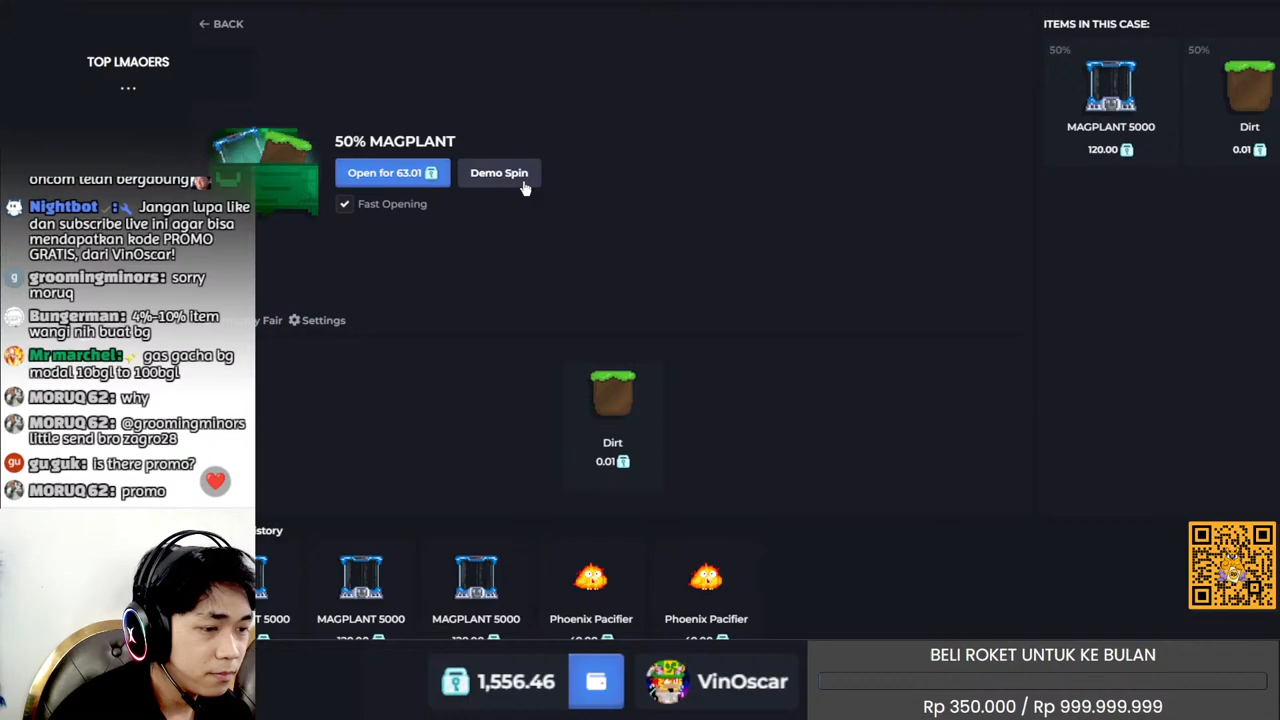 ← BACK
ITEMS IN THIS CASE:
TOP LMAOERS
...
50%
MAGPLANT 5000
120.00
50%
Dirt
0.01
50% MAGPLANT
Open for 63.01
Demo Spin
Fast Opening
oncom telah bergabung
Nightbot : Jangan lupa like
dan subscribe live ini agar bisa
mendapatkan kode PROMO
GRATIS, dari VinOscar!
groomingminors: sorry
moruq
Bungerman: 4%-10% item
wangi nih buat bg
Mr marchel: gas gacha bg
modal 10bgl to 100bgl
MORUQ62: why
MORUQ62: @groomingminors
little send bro zagro28
gu guguk: is there promo?
MORUQ62: promo
Fair Settings
Dirt
0.01
MAGPLANT 5000
MAGPLANT 5000
Phoenix Pacifier
Phoenix Pacifier
1,556.46
VinOscar
BELI ROKET UNTUK KE BULAN
Rp 350.000 / Rp 999.999.999